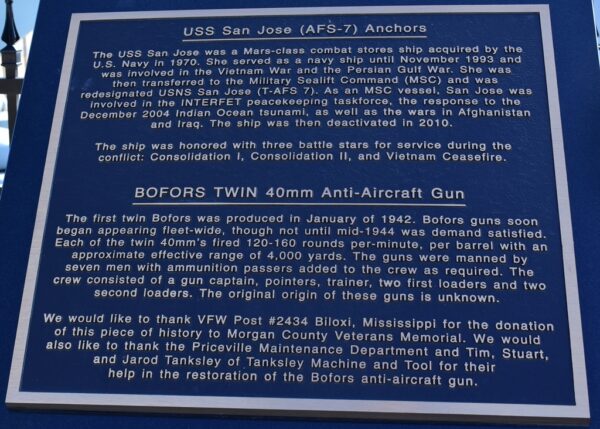 USS San Jose (AFS-7) Anchors
The USS San Jose was a Mars-class combat stores ship acquired by the
U.S. Navy in 1970. She served as a navy ship until November 1993 and
was involved in the Vietnam War and the Persian Gulf War. She was
then transferred to the Military Sealift Command (MSC) and was
redesignated USNS San Jose (T-AFS 7). As an MSC vessel, San Jose was
involved in the INTERFET peacekeeping taskforce, the response to the
December 2004 Indian Ocean tsunami, as well as the wars in Afghanistan
and Iraq. The ship was then deactivated in 2010.
The ship was honored with three battle stars for service during the
conflict: Consolidation I, Consolidation II, and Vietnam Ceasefire.
BOFORS TWIN 40mm Anti-Aircraft Gun
The first twin Bofors was produced in January of 1942. Bofors guns soon
began appearing fleet-wide, though not until mid-1944 was demand satisfied.
Each of the twin 40mm's fired 120-160 rounds per-minute, per barrel with an
approximate effective range of 4,000 yards. The guns were manned by
seven men with ammunition passers added to the crew as required. The
crew consisted of a gun captain, pointers, trainer, two first loaders and two
second loaders. The original origin of these guns is unknown.
We would like to thank VFW Post #2434 Biloxi, Mississippi for the donation
of this piece of history to Morgan County Veterans Memorial. We would
also like to thank the Priceville Maintenance Department and Tim, Stuart,
and Jarod Tanksley of Tanksley Machine and Tool for their
help in the restoration of the Bofors anti-aircraft gun.